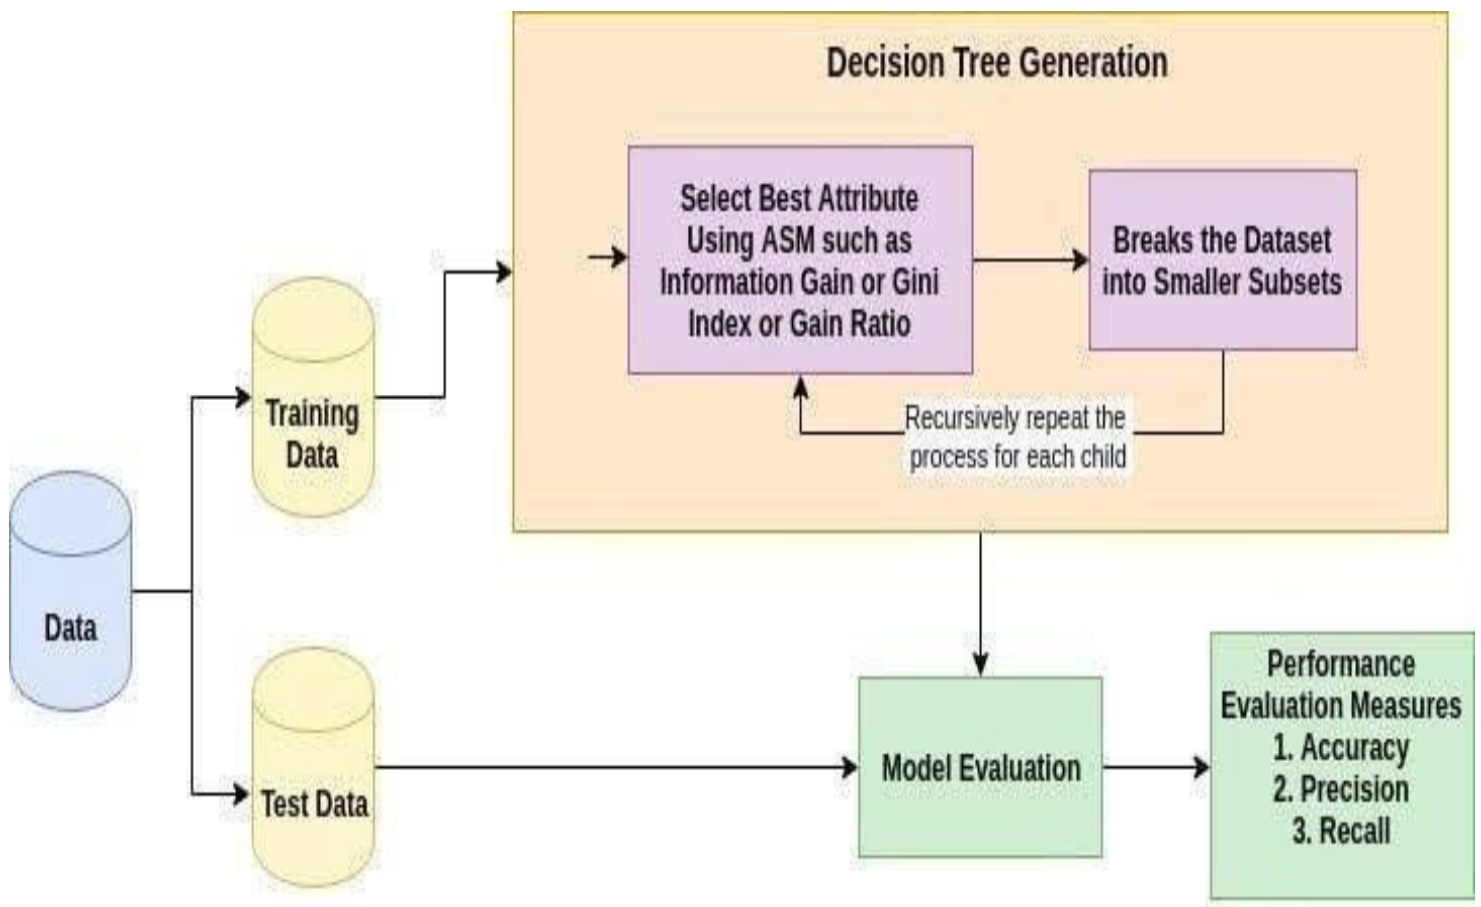 Decision Tree Generation
Select Best Attribute
Using ASM such as
Information Gain or Gini
Index or Gain Ratio
Breaks the Dataset
into Smaller Subsets
Recursively repeat the
process for each child
Training
Data
Data
Test Data
Model Evaluation
Performance
Evaluation Measures
1. Accuracy
2. Precision
3. Recall